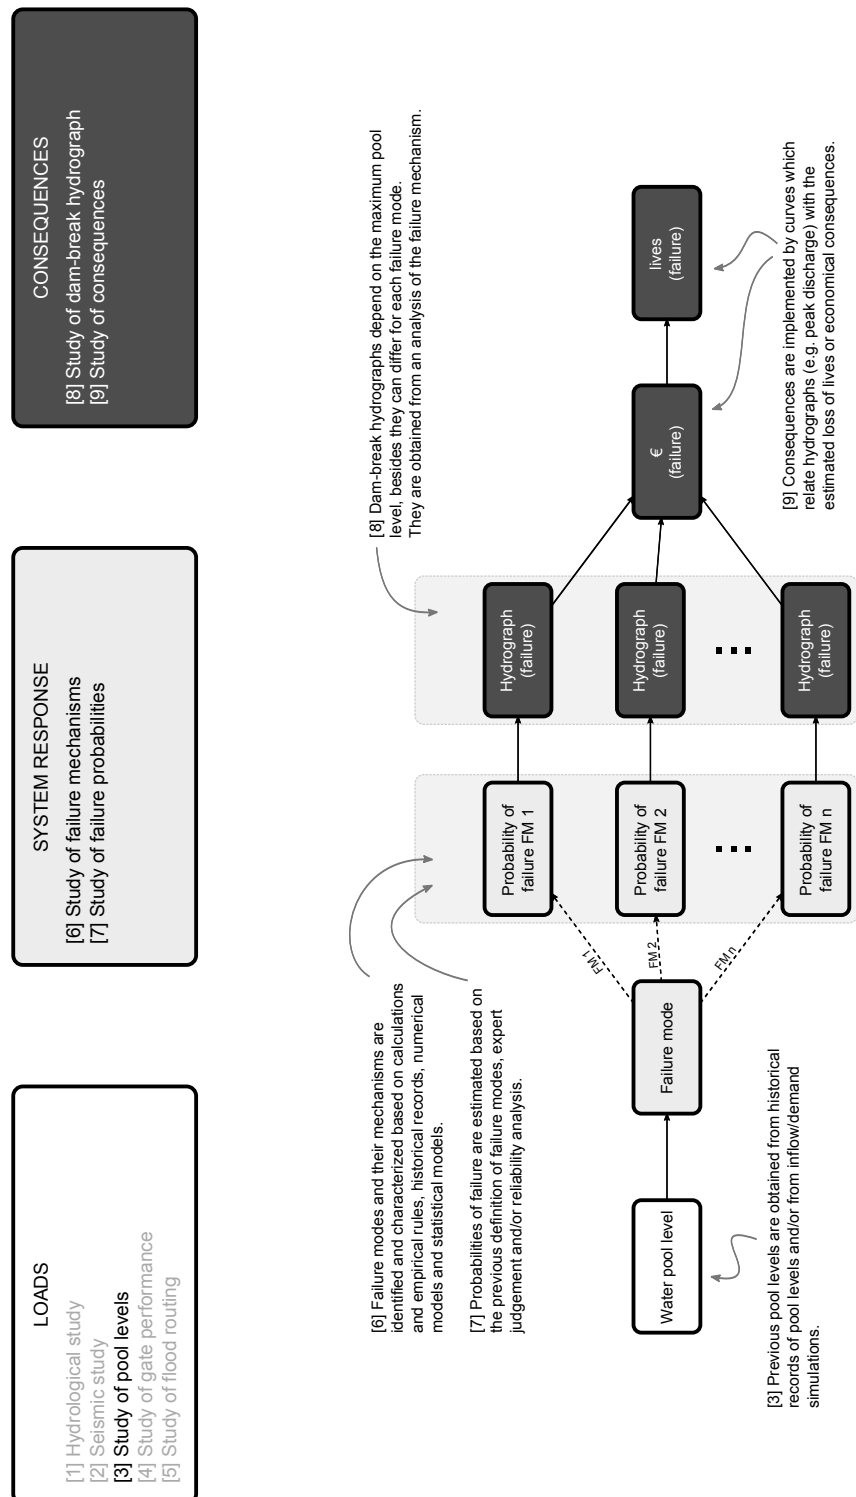 LOADS
[1] Hydrological study
[2] Seismic study
[3] Study of pool levels
[4] Study of gate performance
[5] Study of flood routing
SYSTEM RESPONSE
[6] Study of failure mechanisms
[7] Study of failure probabilities
CONSEQUENCES
[8] Study of dam-break hydrograph
[9] Study of consequences
[6] Failure modes and their mechanisms are
identified and characterized based on calculations
and empirical rules, historical records, numerical
models and statistical models.
[7] Probabilities of failure are estimated based on
the previous definition of failure modes, expert
judgement and/or reliability analysis.
[8] Dam-break hydrographs depend on the maximum pool
level, besides they can differ for each failure mode.
They are obtained from an analysis of the failure mechanism.
Water pool level
Failure mode
FM 1
FM 2
FM n
Probability of
failure FM 1
Probability of
failure FM 2
Probability of
failure FM n
Hydrograph
(failure)
Hydrograph
(failure)
Hydrograph
(failure)
€
(failure)
lives
(failure)
[3] Previous pool levels are obtained from historical
records of pool levels and/or from inflow/demand
simulations.
[9] Consequences are implemented by curves which
relate hydrographs (e.g. peak discharge) with the
estimated loss of lives or economical consequences.